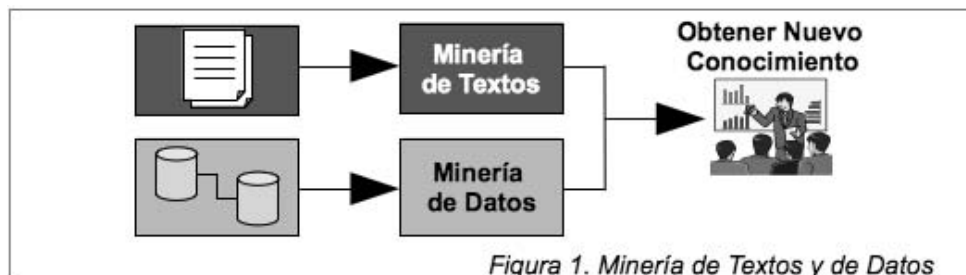 Minería
de Textos
Obtener Nuevo
Conocimiento
Minería
de Datos
Figura 1. Minería de Textos y de Datos